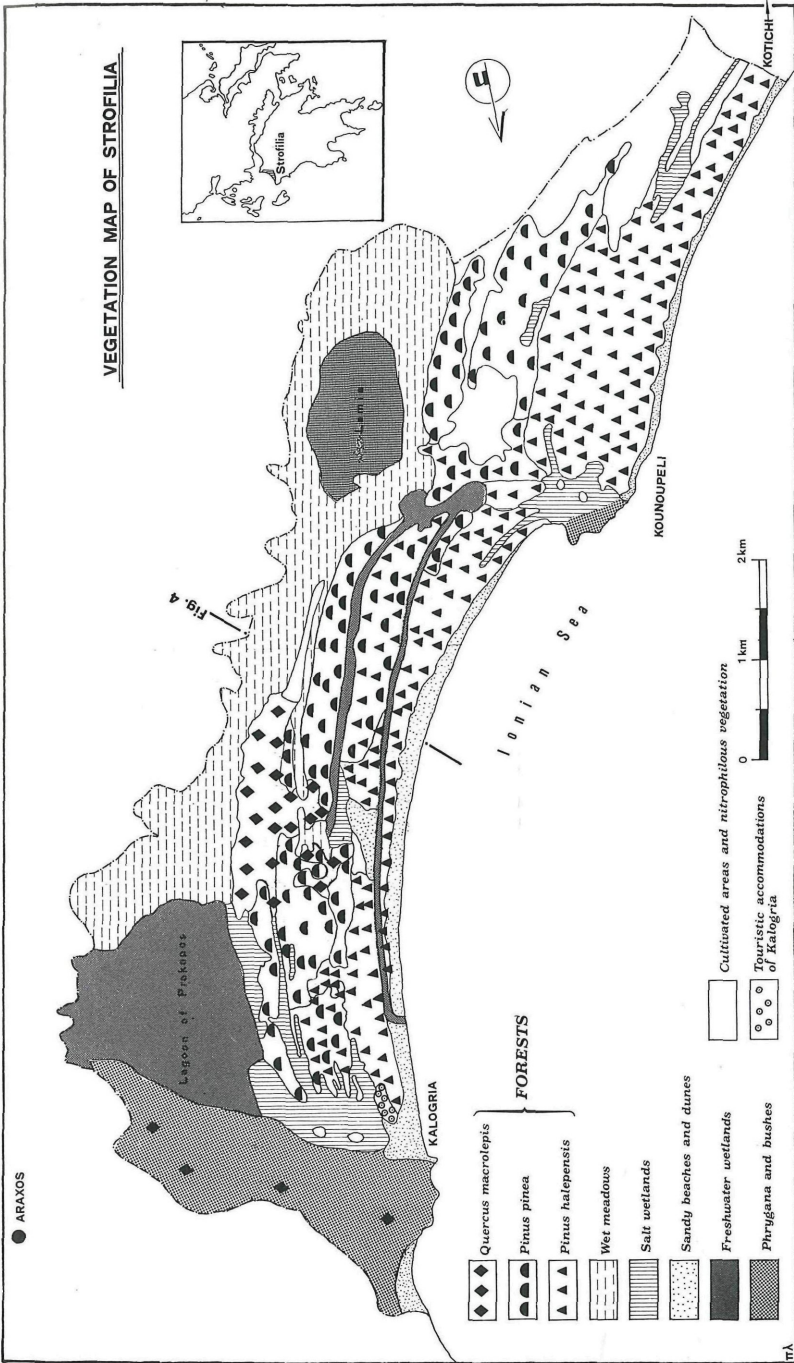 VEGETATION MAP OF STROFILIA
Strofilia
n
ARAXOS
Lagoon of Prokopos
Lamia
Fig. 4
KALOGRIA
Ionian Sea
KOUNOUPELI
KOTICHI
Quercus macrolepis
Pinus pinea
Pinus halepensis
FORESTS
Wet meadows
Salt wetlands
Sandy beaches and dunes
Freshwater wetlands
Phrygana and bushes
Cultivated areas and nitrophilous vegetation
Touristic accommodations
of Kalogria
0 1km 2km